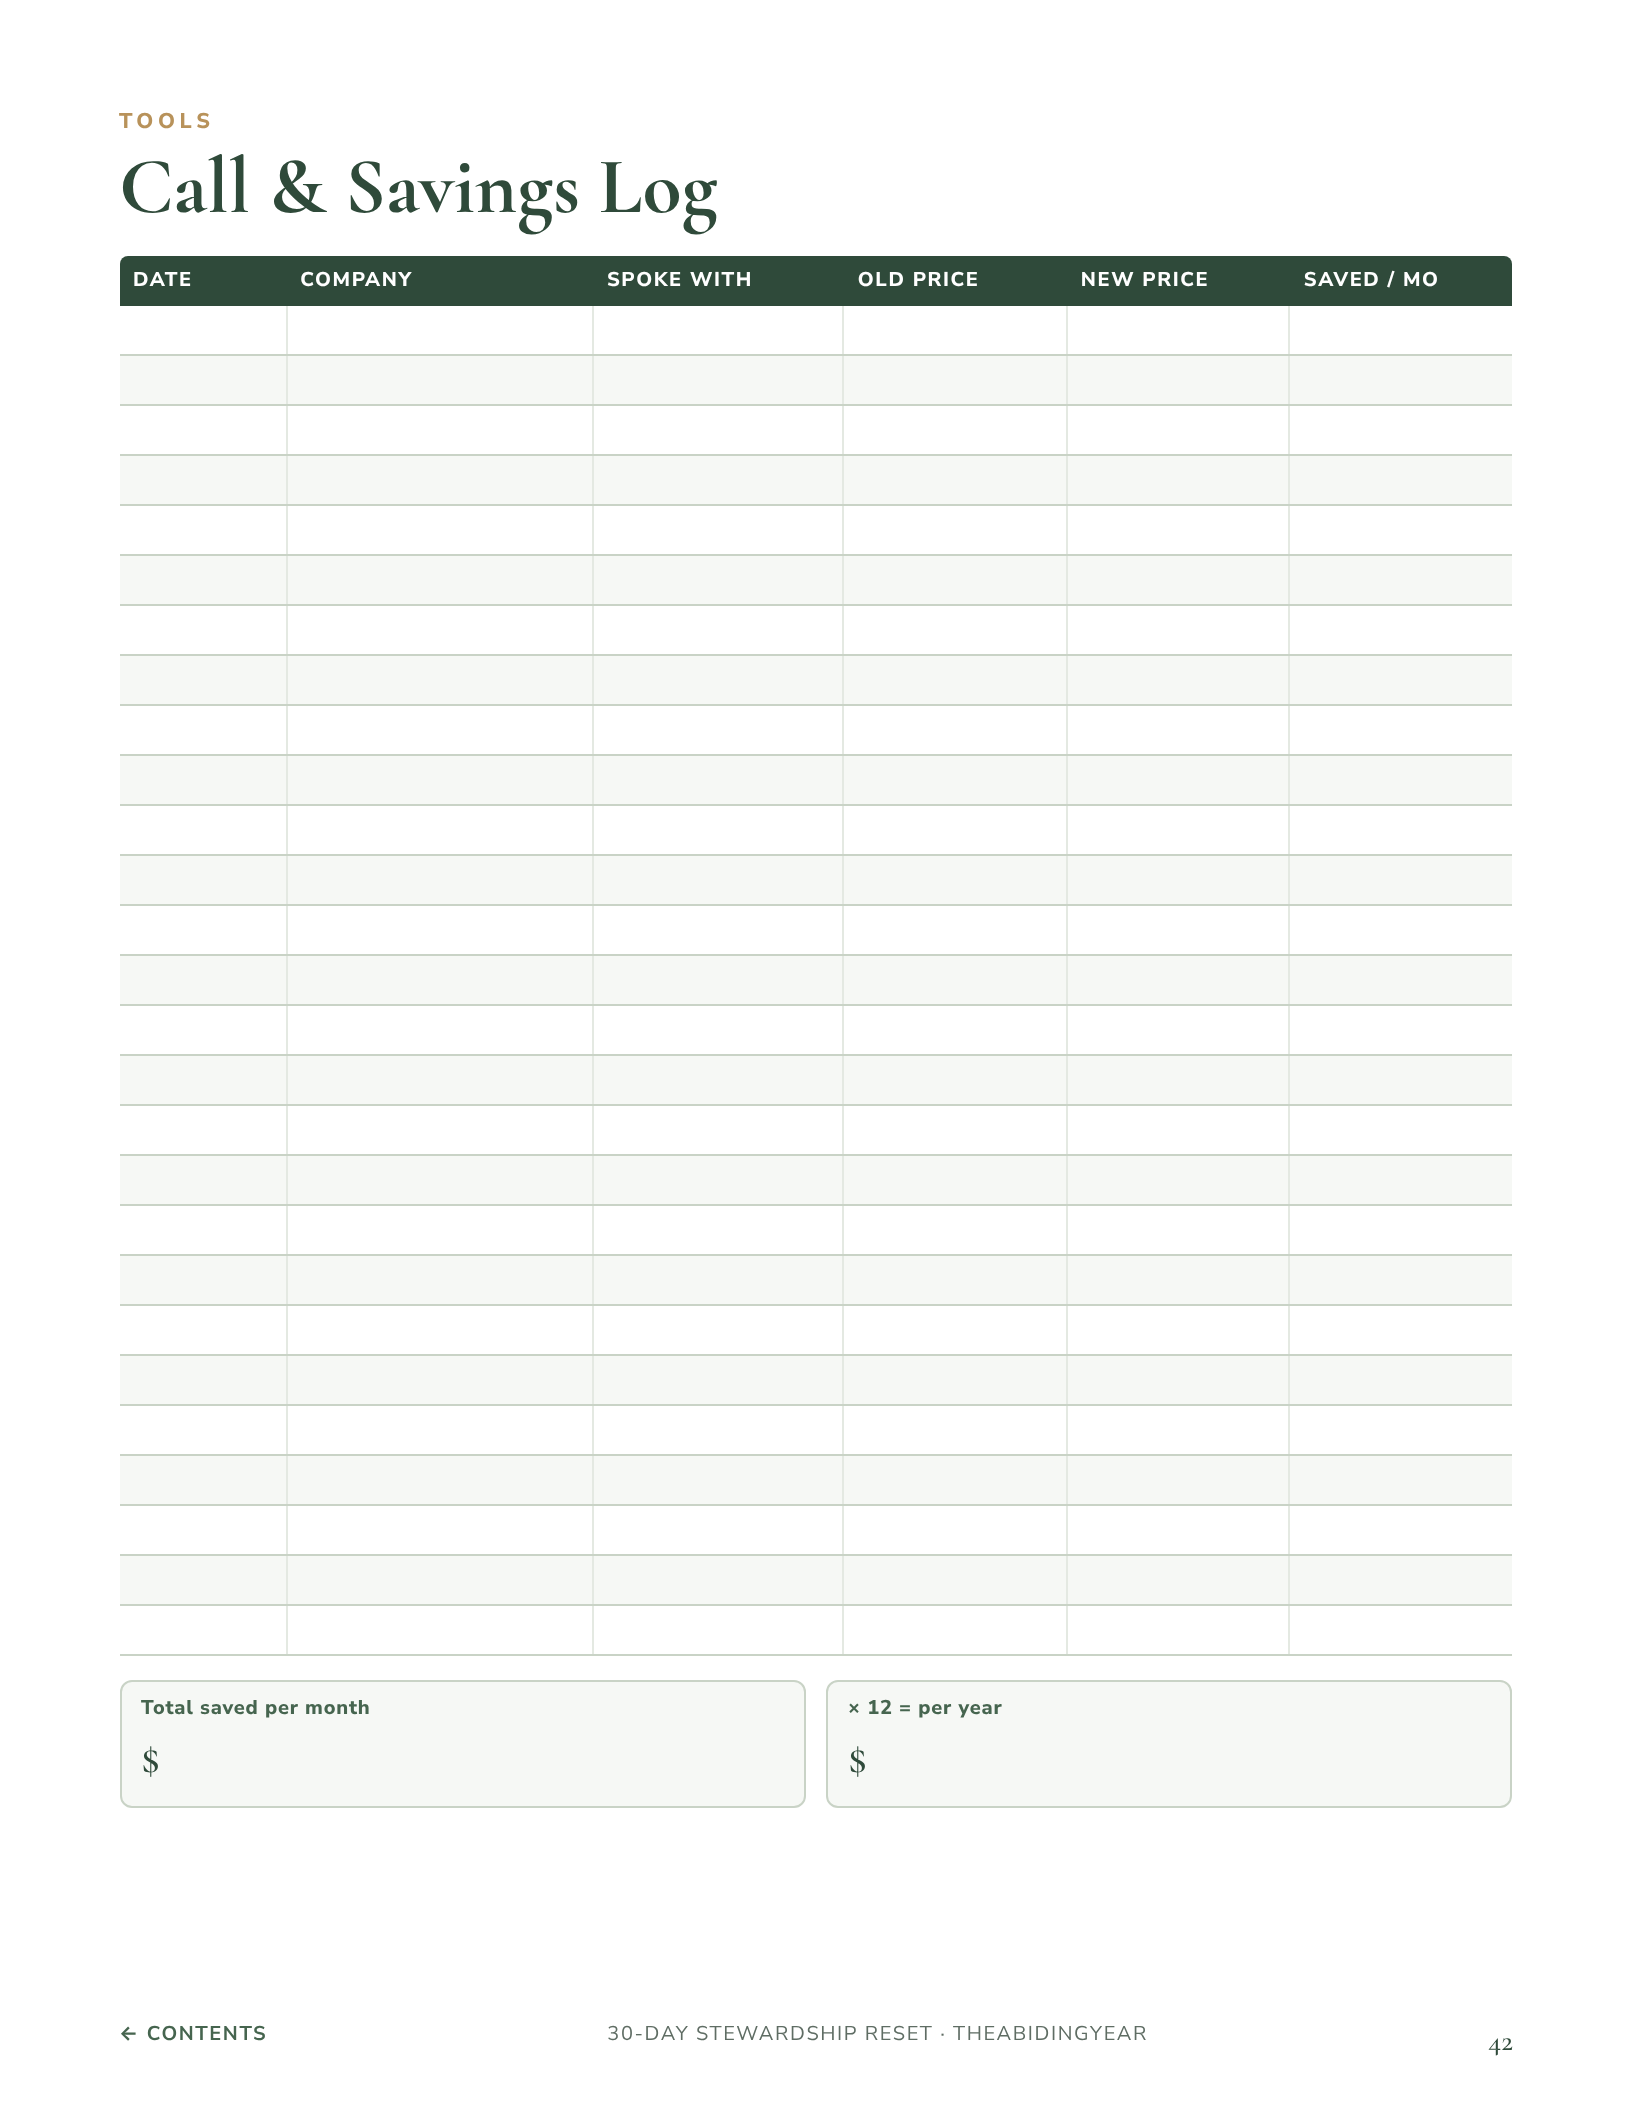 TOOLS
Call & Savings Log
DATE COMPANY SPOKE WITH OLD PRICE NEW PRICE SAVED / MO
Total saved per month × 12 = per year
$ $
← CONTENTS 30-DAY STEWARDSHIP RESET · THEABIDINGYEAR 42